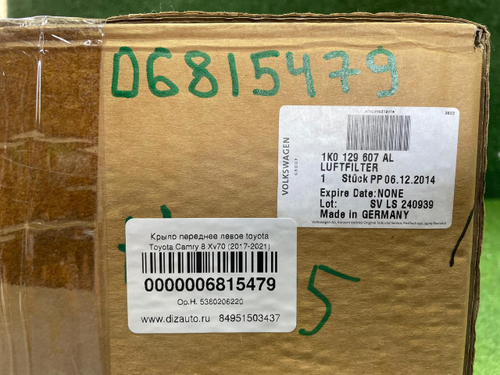 D6815479
VOLKSWAGEN
GROUP
1K0 129 607 AL
LUFTFILTER
1 Stück PP 06.12.2014
Expire Date: NONE
Lot: SV LS 240939
Made in GERMANY
Крыло переднее левое toyota
Toyota Camry 8 Xv70 (2017-2021)
0000006815479
Ор.Н. 5380206220
www.dizauto.ru 84951503437
5